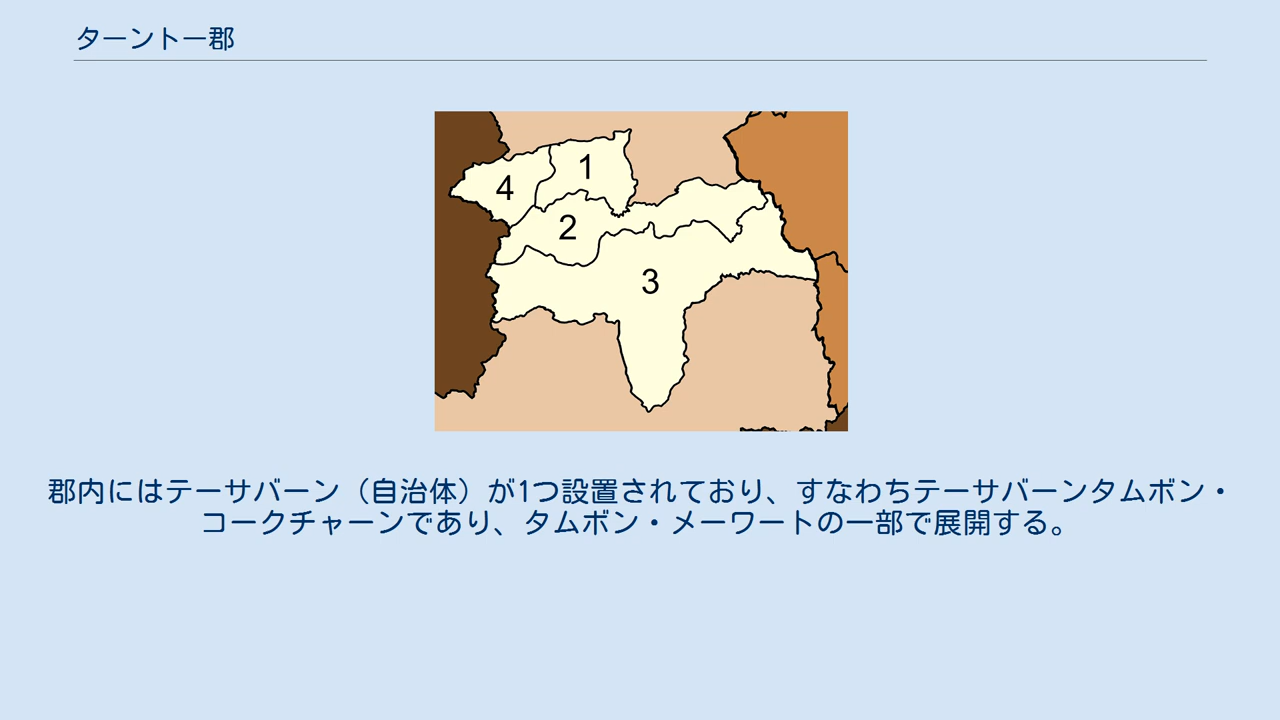 ターントー郡
4
1
2
3
郡内にはテーサバーン（自治体）が1つ設置されており、すなわちテーサバーンタムボン・
コークチャーンであり、タムボン・メーワートの一部で展開する。